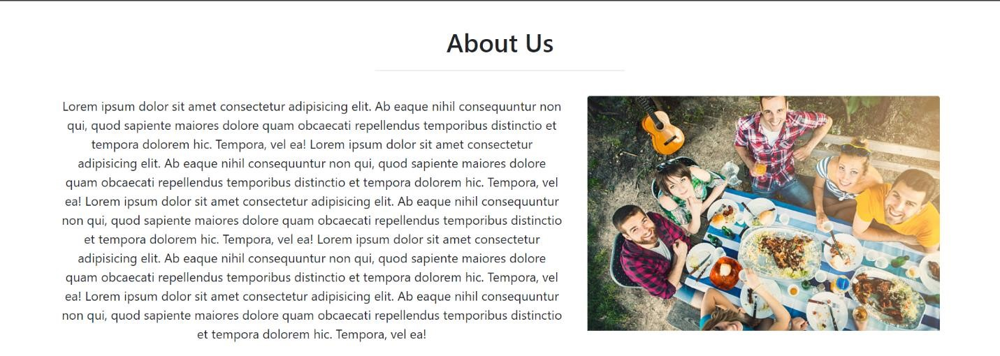 About Us
Lorem ipsum dolor sit amet consectetur adipisicing elit. Ab eaque nihil consequuntur non
qui, quod sapiente maiores dolore quam obcaecati repellendus temporibus distinctio et
tempora dolorem hic. Tempora, vel ea! Lorem ipsum dolor sit amet consectetur
adipisicing elit. Ab eaque nihil consequuntur non qui, quod sapiente maiores dolore
quam obcaecati repellendus temporibus distinctio et tempora dolorem hic. Tempora, vel
ea! Lorem ipsum dolor sit amet consectetur adipisicing elit. Ab eaque nihil consequuntur
non qui, quod sapiente maiores dolore quam obcaecati repellendus temporibus distinctio
et tempora dolorem hic. Tempora, vel ea! Lorem ipsum dolor sit amet consectetur
adipisicing elit. Ab eaque nihil consequuntur non qui, quod sapiente maiores dolore
quam obcaecati repellendus temporibus distinctio et tempora dolorem hic. Tempora, vel
ea! Lorem ipsum dolor sit amet consectetur adipisicing elit. Ab eaque nihil consequuntur
non qui, quod sapiente maiores dolore quam obcaecati repellendus temporibus distinctio
et tempora dolorem hic. Tempora, vel ea!